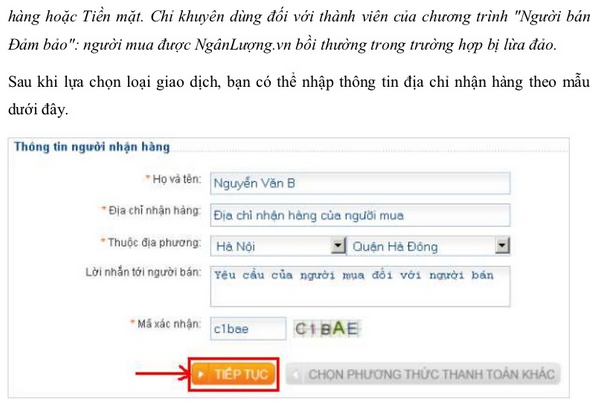 hàng hoặc Tiền mặt. Chỉ khuyên dùng đối với thành viên của chương trình "Người bán
Đảm bảo": người mua được NgânLượng.vn bồi thường trong trường hợp bị lừa đảo.
Sau khi lựa chọn loại giao dịch, bạn có thể nhập thông tin địa chỉ nhận hàng theo mẫu
dưới đây.
Thông tin người nhận hàng
* Họ và tên: Nguyễn Văn B
* Địa chỉ nhận hàng: Địa chỉ nhận hàng của người mua
* Thuộc địa phương: Hà Nội Quận Hà Đông
Lời nhắn tới người bán: Yêu cầu của người mua đối với người bán
* Mã xác nhận: c1bae C1BAE
TIẾP TỤC CHỌN PHƯƠNG THỨC THANH TOÁN KHÁC